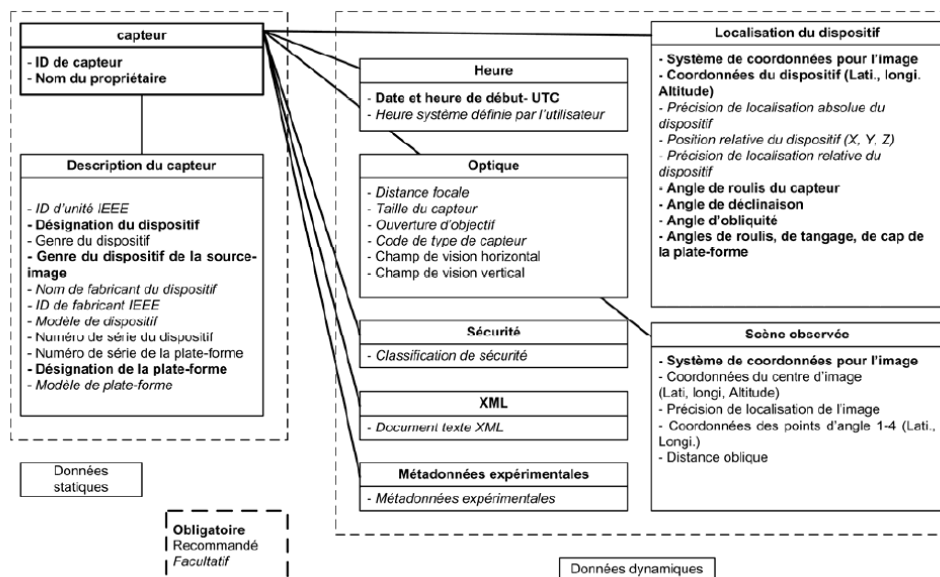 capteur
- ID de capteur
- Nom du propriétaire
Description du capteur
- ID d'unité IEEE
- Désignation du dispositif
- Genre du dispositif
- Genre du dispositif de la source-
image
- Nom de fabricant du dispositif
- ID de fabricant IEEE
- Modèle de dispositif
- Numéro de série du dispositif
- Numéro de série de la plate-forme
- Désignation de la plate-forme
- Modèle de plate-forme
Données
statiques
Obligatoire
Recommandé
Facultatif
Heure
- Date et heure de début- UTC
- Heure système définie par l'utilisateur
Optique
- Distance focale
- Taille du capteur
- Ouverture d'objectif
- Code de type de capteur
- Champ de vision horizontal
- Champ de vision vertical
Sécurité
- Classification de sécurité
XML
- Document texte XML
Métadonnées expérimentales
- Métadonnées expérimentales
Localisation du dispositif
- Système de coordonnées pour l'image
- Coordonnées du dispositif (Lati., longi.
Altitude)
- Précision de localisation absolue du
dispositif
- Position relative du dispositif (X, Y, Z)
- Précision de localisation relative du
dispositif
- Angle de roulis du capteur
- Angle de déclinaison
- Angle d'obliquité
- Angles de roulis, de tangage, de cap de
la plate-forme
Scène observée
- Système de coordonnées pour l'image
- Coordonnées du centre d'image
(Lati, longi, Altitude)
- Précision de localisation de l'image
- Coordonnées des points d'angle 1-4 (Lati.,
Longi.)
- Distance oblique
Données dynamiques